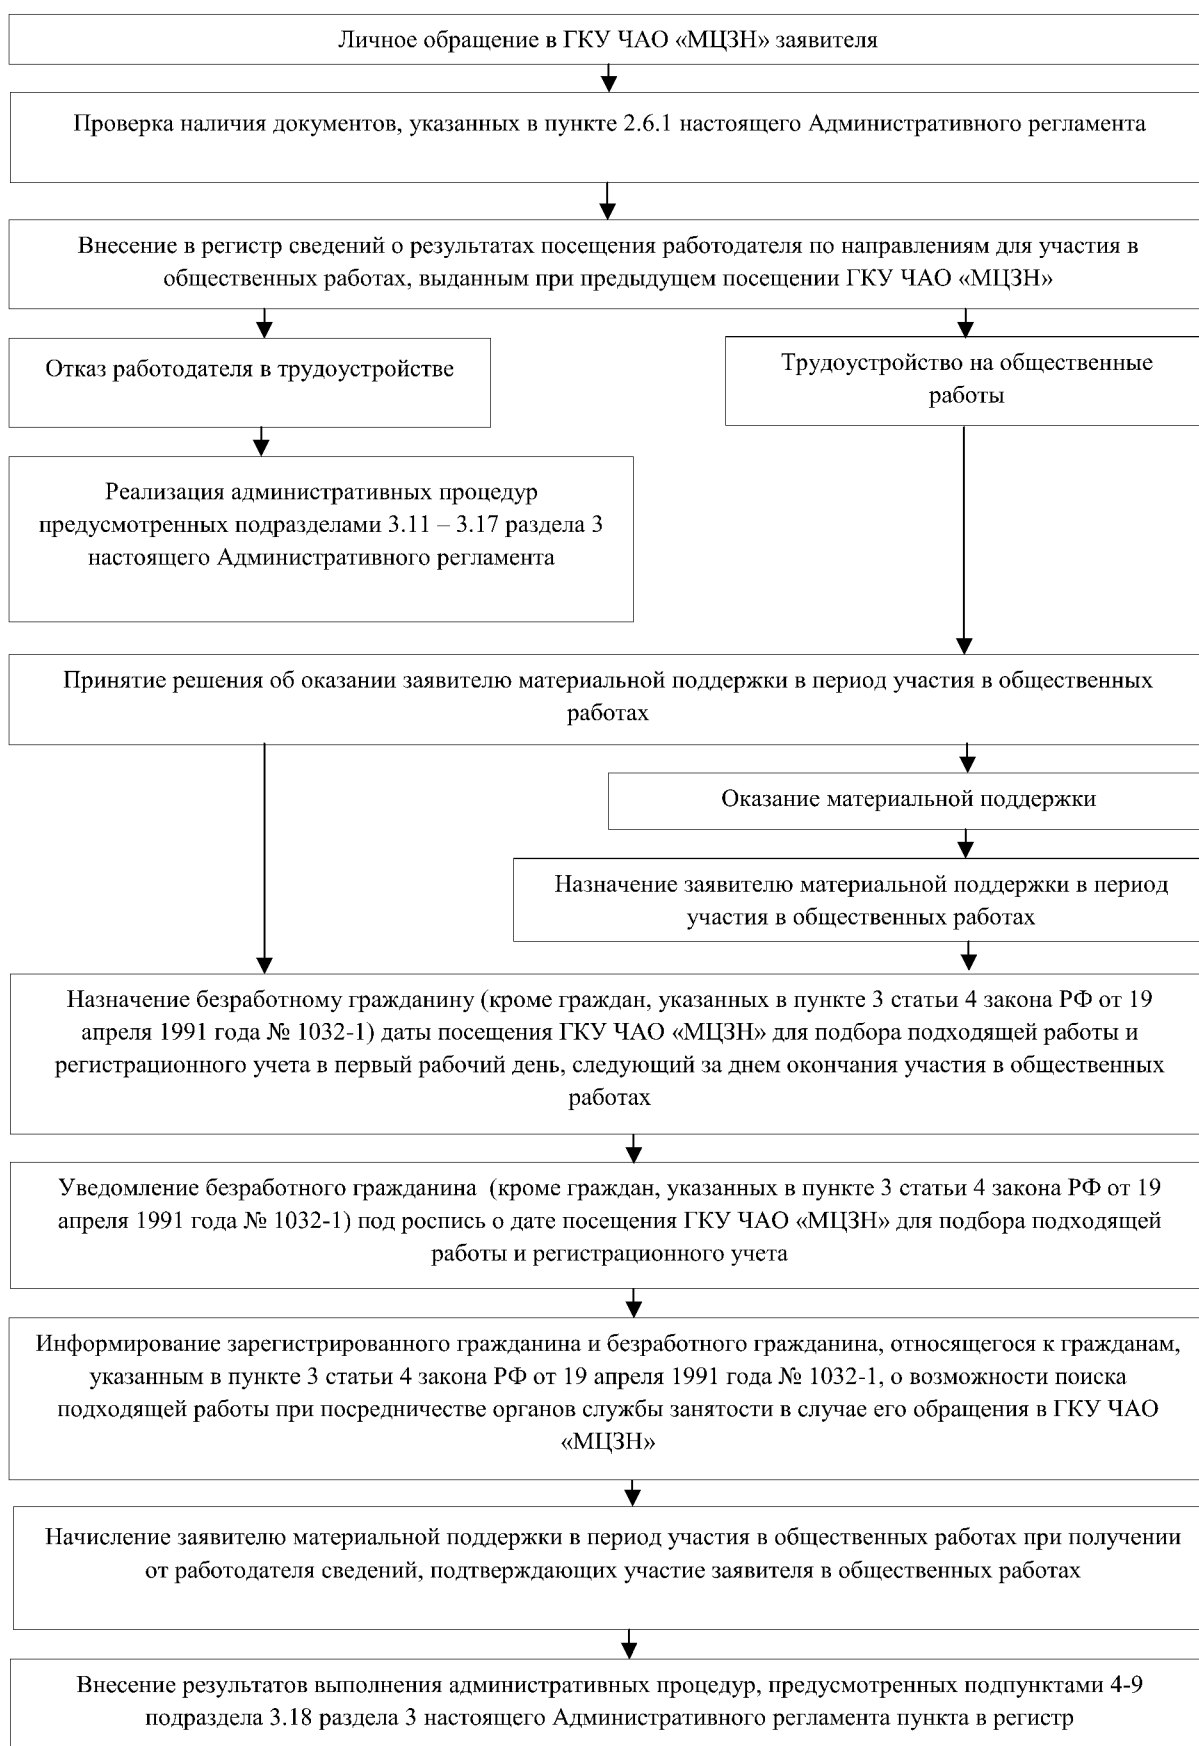 Личное обращение в ГКУ ЧАО «МЦЗН» заявителя
Проверка наличия документов, указанных в пункте 2.6.1 настоящего Административного регламента
Внесение в регистр сведений о результатах посещения работодателя по направлениям для участия в
общественных работах, выданным при предыдущем посещении ГКУ ЧАО «МЦЗН»
Отказ работодателя в трудоустройстве
Трудоустройство на общественные
работы
Реализация административных процедур
предусмотренных подразделами 3.11 – 3.17 раздела 3
настоящего Административного регламента
Принятие решения об оказании заявителю материальной поддержки в период участия в общественных
работах
Оказание материальной поддержки
Назначение заявителю материальной поддержки в период
участия в общественных работах
Назначение безработному гражданину (кроме граждан, указанных в пункте 3 статьи 4 закона РФ от 19
апреля 1991 года № 1032-1) даты посещения ГКУ ЧАО «МЦЗН» для подбора подходящей работы и
регистрационного учета в первый рабочий день, следующий за днем окончания участия в общественных
работах
Уведомление безработного гражданина (кроме граждан, указанных в пункте 3 статьи 4 закона РФ от 19
апреля 1991 года № 1032-1) под роспись о дате посещения ГКУ ЧАО «МЦЗН» для подбора подходящей
работы и регистрационного учета
Информирование зарегистрированного гражданина и безработного гражданина, относящегося к гражданам,
указанным в пункте 3 статьи 4 закона РФ от 19 апреля 1991 года № 1032-1, о возможности поиска
подходящей работы при посредничестве органов службы занятости в случае его обращения в ГКУ ЧАО
«МЦЗН»
Начисление заявителю материальной поддержки в период участия в общественных работах при получении
от работодателя сведений, подтверждающих участие заявителя в общественных работах
Внесение результатов выполнения административных процедур, предусмотренных подпунктами 4-9
подраздела 3.18 раздела 3 настоящего Административного регламента пункта в регистр